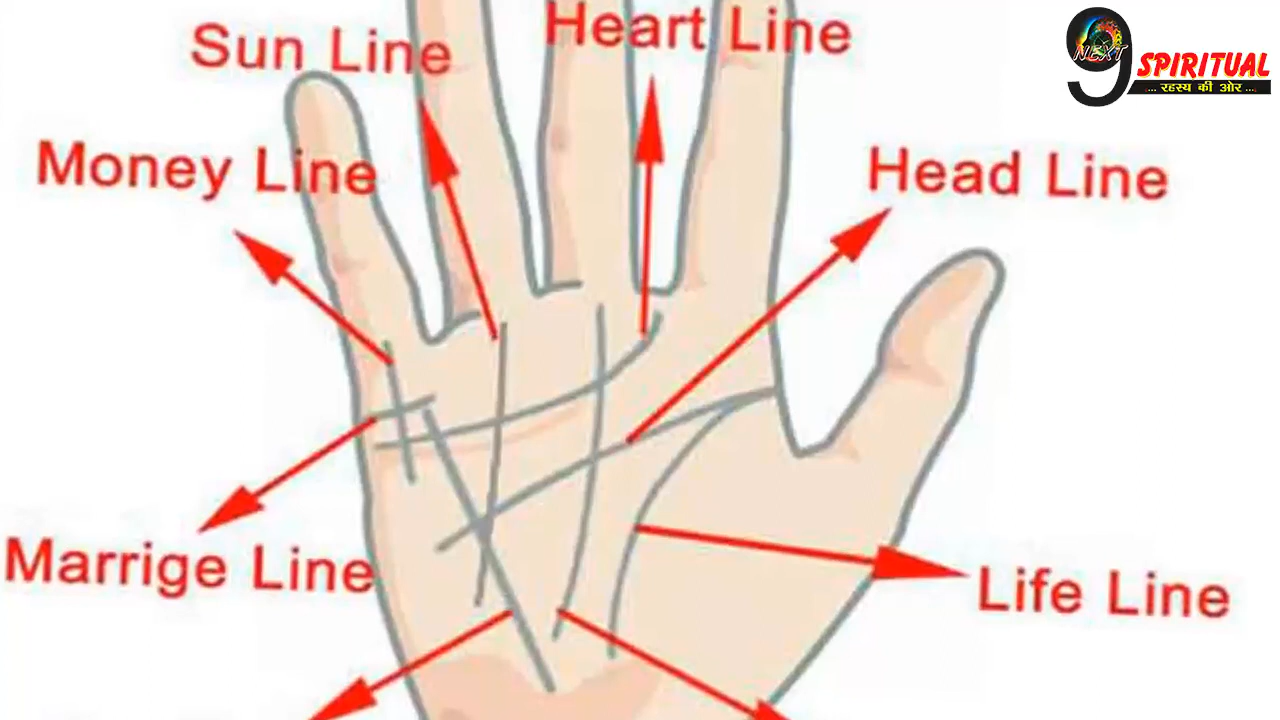 Sun Line
Heart Line
9
NEXT
SPIRITUAL
... रहस्य की ओर ...
Money Line
Head Line
Marrige Line
Life Line